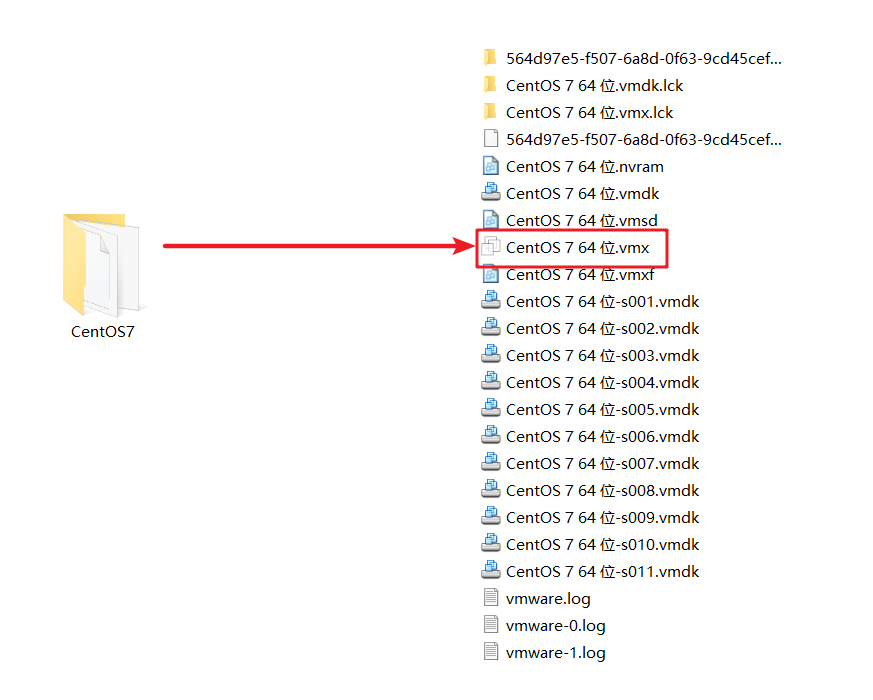 564d97e5-f507-6a8d-0f63-9cd45cef...
CentOS 7 64 位.vmdk.lck
CentOS 7 64 位.vmx.lck
564d97e5-f507-6a8d-0f63-9cd45cef...
CentOS 7 64 位.nvram
CentOS 7 64 位.vmdk
CentOS 7 64 位.vmsd
CentOS 7 64 位.vmx
CentOS 7 64 位.vmxf
CentOS 7 64 位-s001.vmdk
CentOS 7 64 位-s002.vmdk
CentOS 7 64 位-s003.vmdk
CentOS 7 64 位-s004.vmdk
CentOS 7 64 位-s005.vmdk
CentOS 7 64 位-s006.vmdk
CentOS 7 64 位-s007.vmdk
CentOS 7 64 位-s008.vmdk
CentOS 7 64 位-s009.vmdk
CentOS 7 64 位-s010.vmdk
CentOS 7 64 位-s011.vmdk
vmware.log
vmware-0.log
vmware-1.log
CentOS7